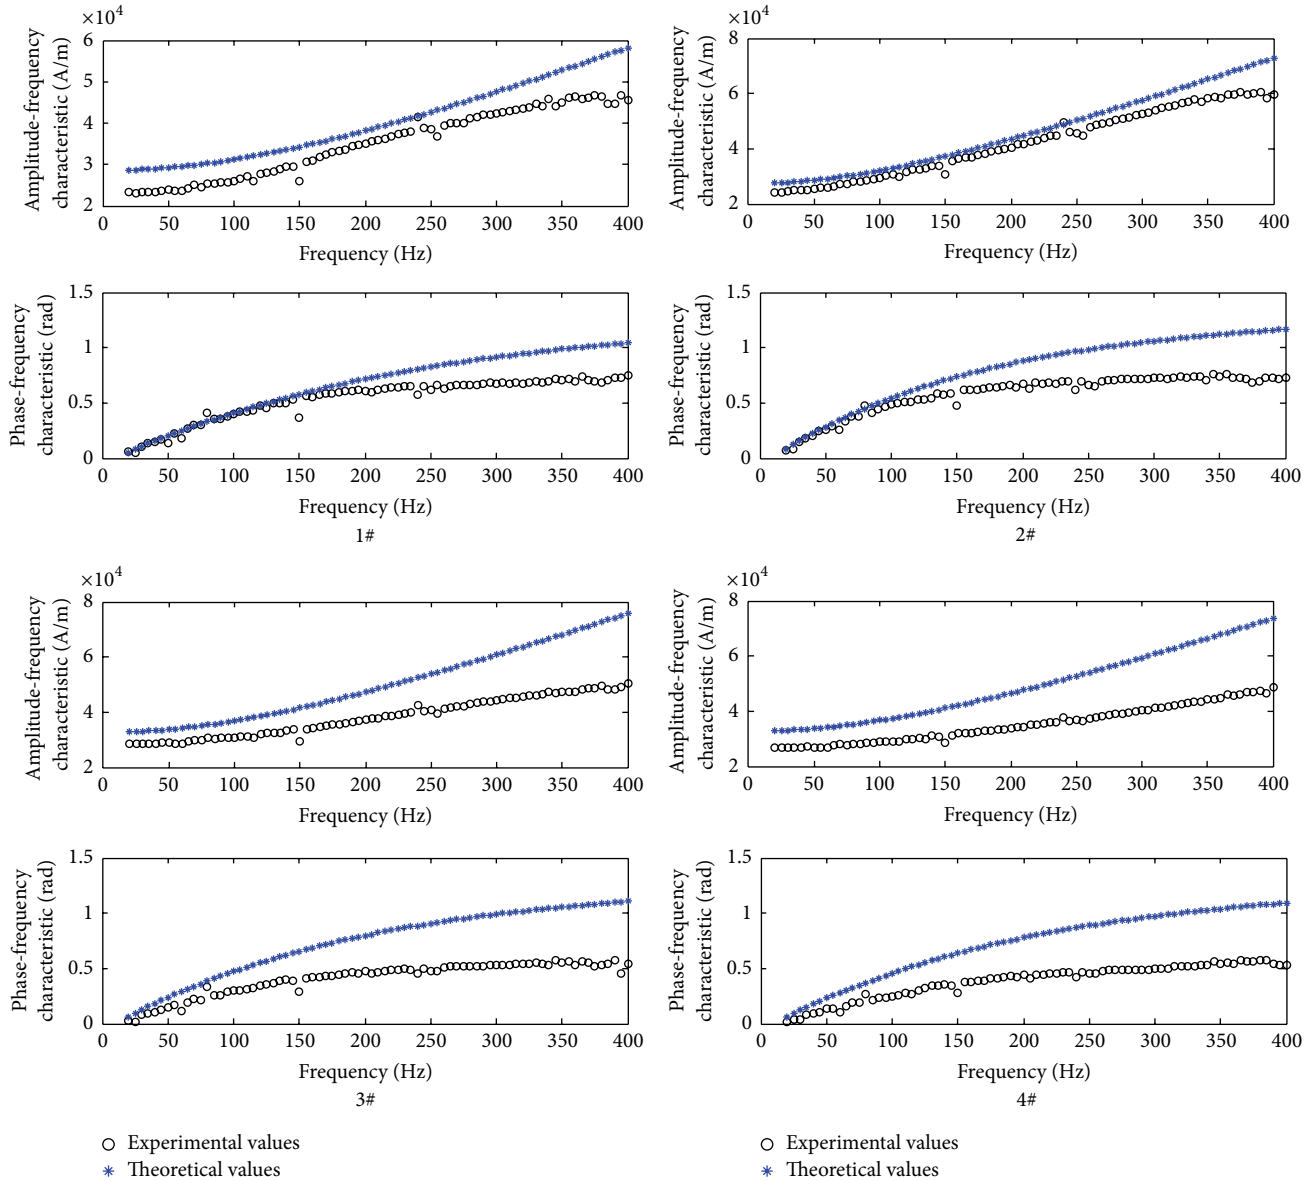 ×10⁴
Amplitude-frequency
characteristic (A/m)
6
5
4
3
2
0 50 100 150 200 250 300 350 400
Frequency (Hz)
Phase-frequency
characteristic (rad)
1.5
1
0.5
0
0 50 100 150 200 250 300 350 400
Frequency (Hz)
1#
×10⁴
Amplitude-frequency
characteristic (A/m)
8
6
4
2
0 50 100 150 200 250 300 350 400
Frequency (Hz)
Phase-frequency
characteristic (rad)
1.5
1
0.5
0
0 50 100 150 200 250 300 350 400
Frequency (Hz)
2#
×10⁴
Amplitude-frequency
characteristic (A/m)
8
6
4
2
0 50 100 150 200 250 300 350 400
Frequency (Hz)
Phase-frequency
characteristic (rad)
1.5
1
0.5
0
0 50 100 150 200 250 300 350 400
Frequency (Hz)
3#
Experimental values
Theoretical values
×10⁴
Amplitude-frequency
characteristic (A/m)
8
6
4
2
0 50 100 150 200 250 300 350 400
Frequency (Hz)
Phase-frequency
characteristic (rad)
1.5
1
0.5
0
0 50 100 150 200 250 300 350 400
Frequency (Hz)
4#
Experimental values
Theoretical values